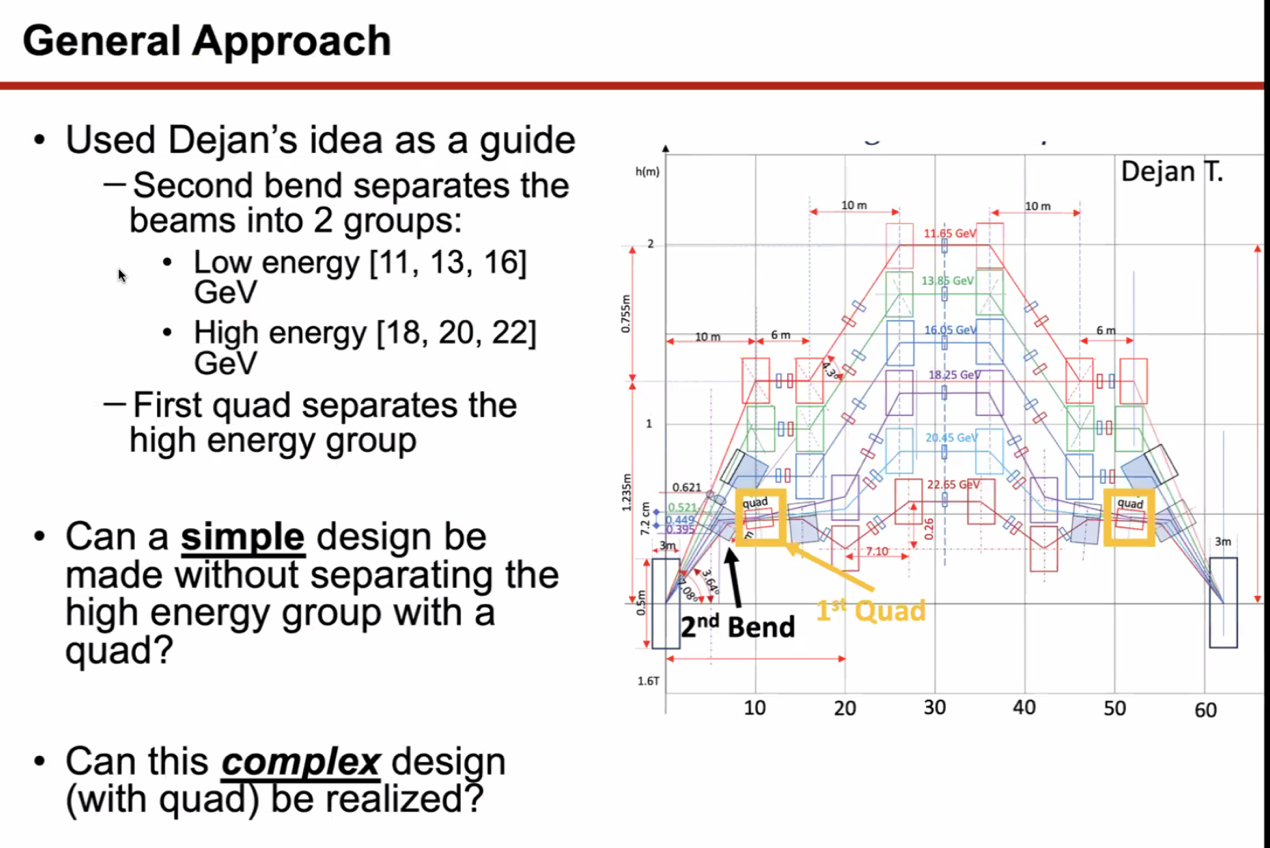 General Approach
• Used Dejan's idea as a guide
– Second bend separates the
beams into 2 groups:
• Low energy [11, 13, 16]
GeV
• High energy [18, 20, 22]
GeV
– First quad separates the
high energy group
• Can a simple design be
made without separating the
high energy group with a
quad?
• Can this complex design
(with quad) be realized?
h(m)
Dejan T.
10 m
10 m
11.65 GeV
2
13.85 GeV
0.755m
16.05 GeV
10 m
6 m
6 m
4.3°
18.25 GeV
1
20.45 GeV
1.235m
0.621
22.65 GeV
quad
quad
0.521
7.2 cm
0.449
0.395
0.26
3m
7.10
3m
3.64°
7.08°
0.5m
1st Quad
2nd Bend
1.6T
10
20
30
40
50
60